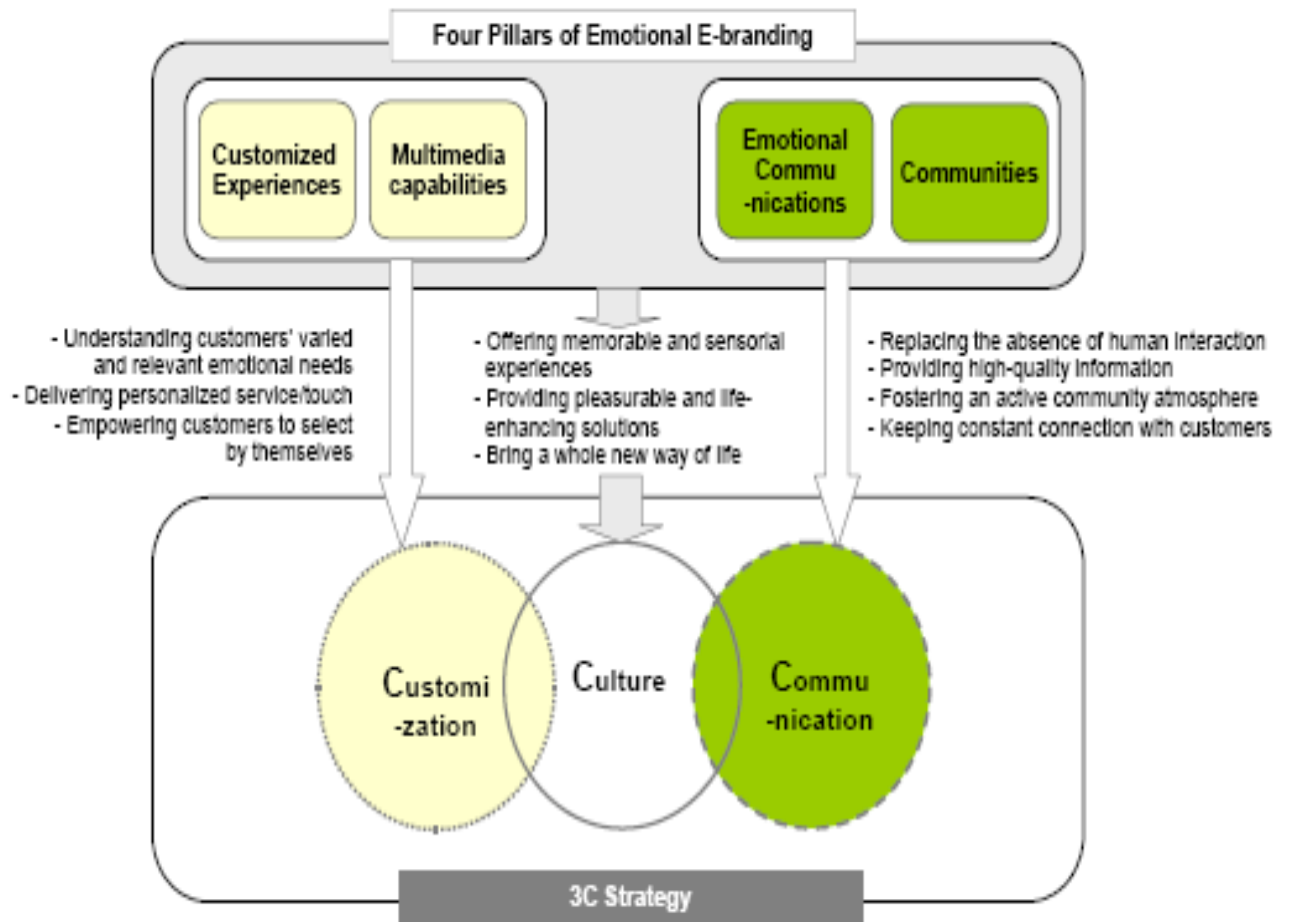 Four Pillars of Emotional E-branding
Customized
Experiences
Multimedia
capabilities
Emotional
Commu
-nications
Communities
- Understanding customers' varied
and relevant emotional needs
- Delivering personalized service/touch
- Empowering customers to select
by themselves
- Offering memorable and sensorial
experiences
- Providing pleasurable and life-
enhancing solutions
- Bring a whole new way of life
- Replacing the absence of human interaction
- Providing high-quality information
- Fostering an active community atmosphere
- Keeping constant connection with customers
Customi
-zation
Culture
Commu
-nication
3C Strategy